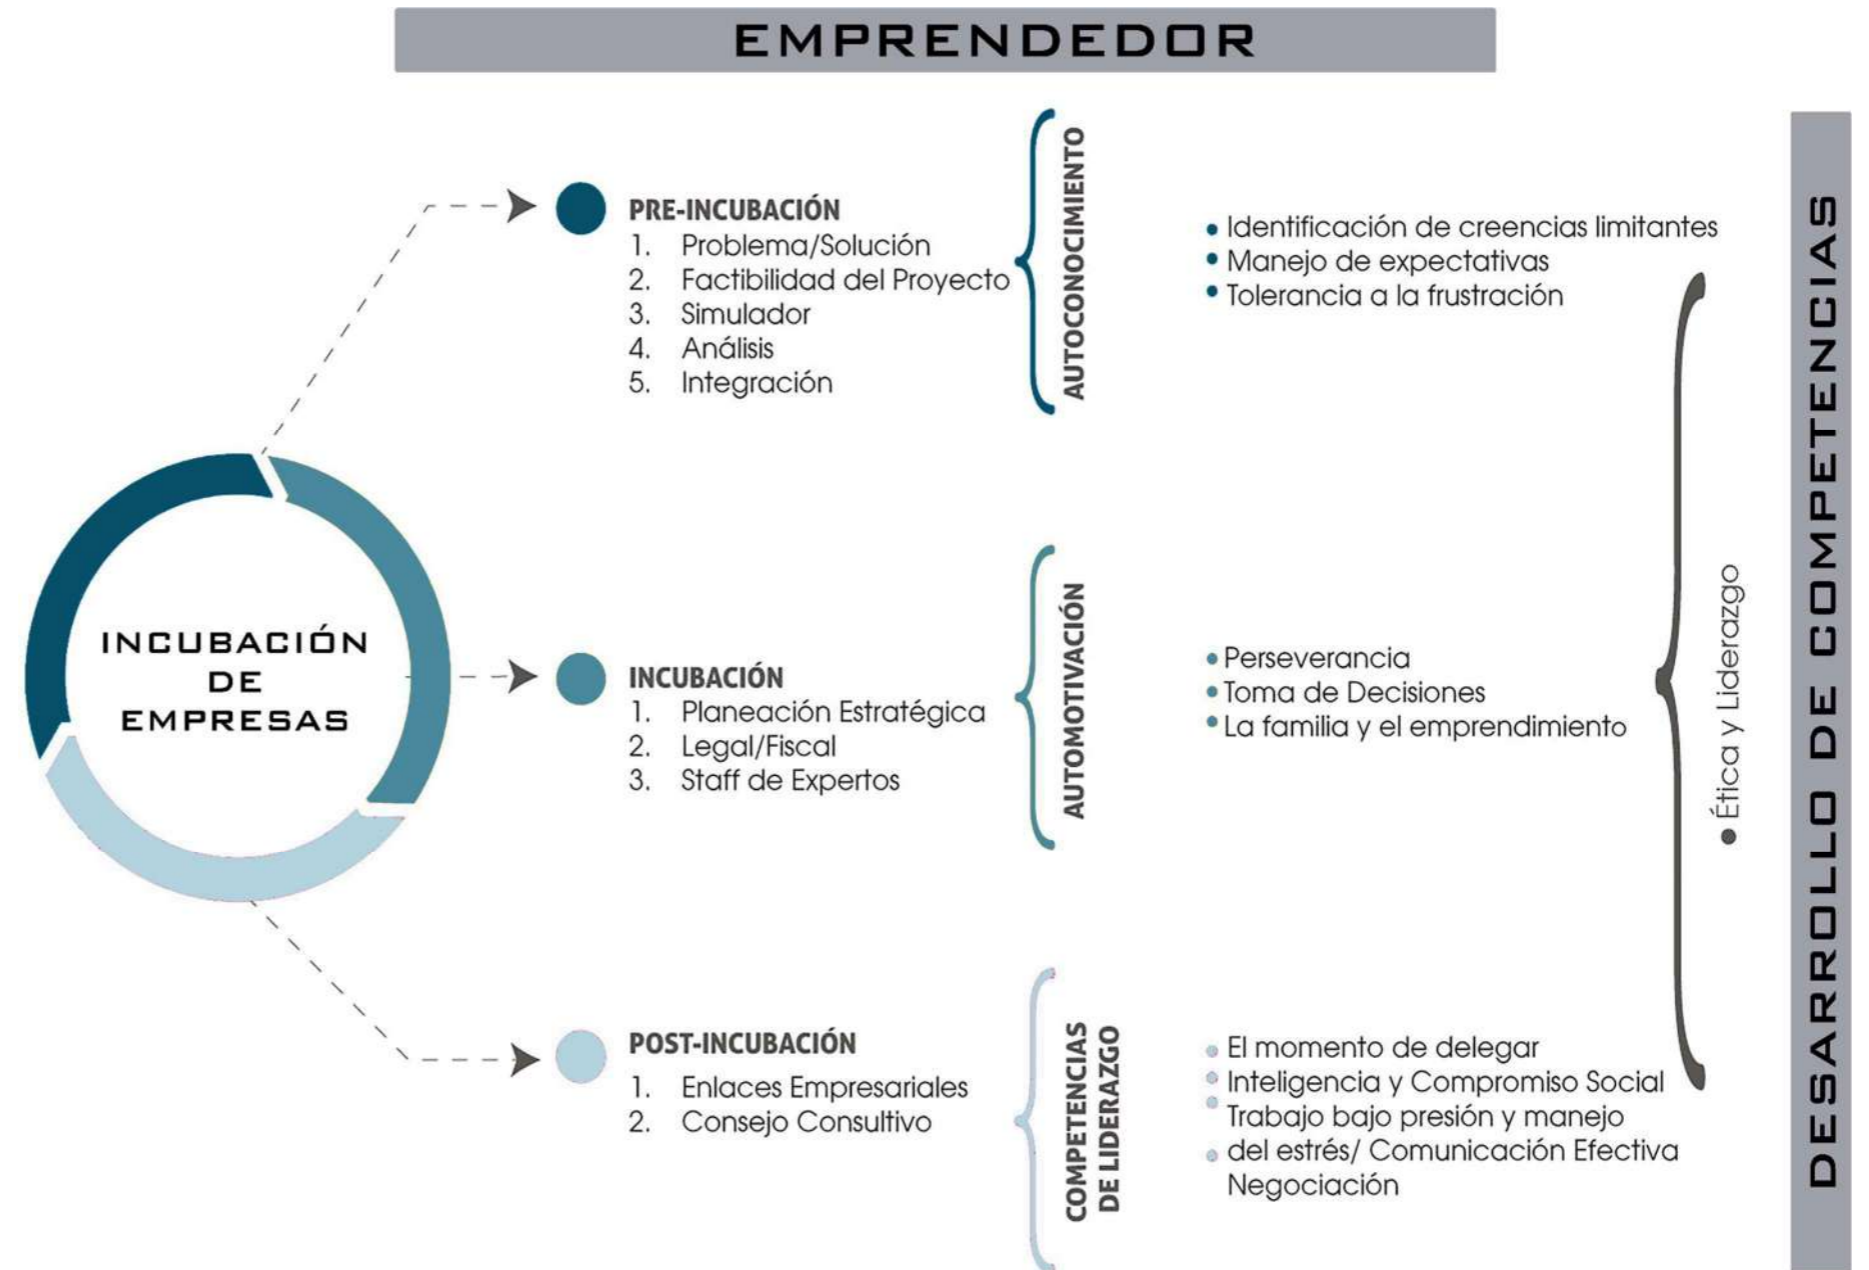 EMPRENDEDOR
INCUBACIÓN
DE
EMPRESAS
PRE-INCUBACIÓN
1. Problema/Solución
2. Factibilidad del Proyecto
3. Simulador
4. Análisis
5. Integración
AUTOCONOCIMIENTO
• Identificación de creencias limitantes
• Manejo de expectativas
• Tolerancia a la frustración
INCUBACIÓN
1. Planeación Estratégica
2. Legal/Fiscal
3. Staff de Expertos
AUTOMOTIVACIÓN
• Perseverancia
• Toma de Decisiones
• La familia y el emprendimiento
POST-INCUBACIÓN
1. Enlaces Empresariales
2. Consejo Consultivo
COMPETENCIAS
DE LIDERAZGO
• El momento de delegar
• Inteligencia y Compromiso Social
• Trabajo bajo presión y manejo
• del estrés/ Comunicación Efectiva
Negociación
• Ética y Liderazgo
DESARROLLO DE COMPETENCIAS